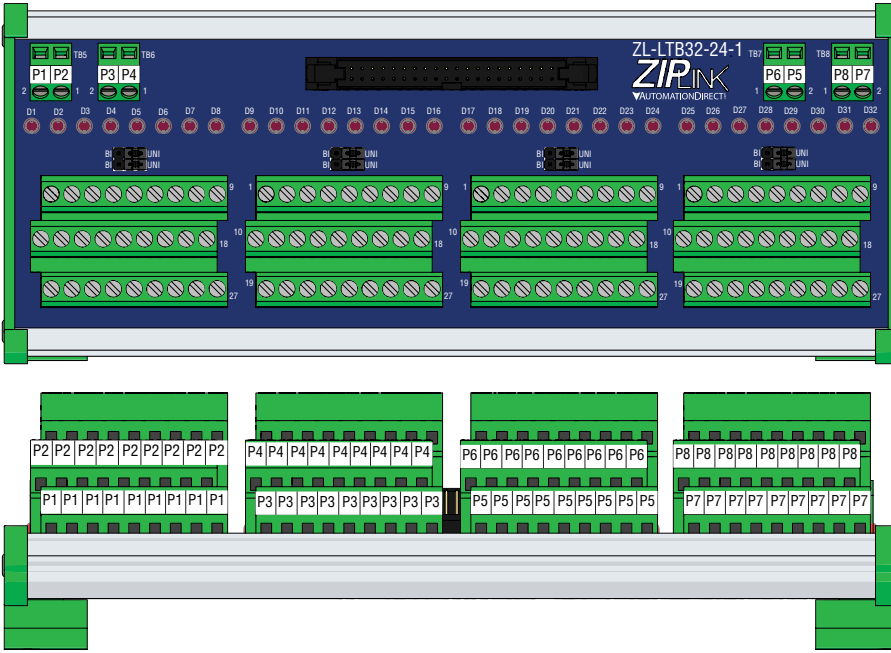 ZL-LTB32-24-1
TB5 TB6 TB7 TB8
P1 P2 P3 P4 P6 P5 P8 P7
ZIPLINK
2 1 2 1 1 2 1 2
AUTOMATIONDIRECT
D1 D2 D3 D4 D5 D6 D7 D8 D9 D10 D11 D12 D13 D14 D15 D16 D17 D18 D19 D20 D21 D22 D23 D24 D25 D26 D27 D28 D29 D30 D31 D32
BI UNI BI UNI BI UNI BI UNI
BI UNI BI UNI BI UNI BI UNI
9 1 9 1 9 1 9
18 10 18 10 18 10 18
27 19 27 19 27 19 27
P2 P2 P2 P2 P2 P2 P2 P2 P2 P4 P4 P4 P4 P4 P4 P4 P4 P4 P6 P6 P6 P6 P6 P6 P6 P6 P6 P8 P8 P8 P8 P8 P8 P8 P8 P8
P1 P1 P1 P1 P1 P1 P1 P1 P1 P3 P3 P3 P3 P3 P3 P3 P3 P3 P5 P5 P5 P5 P5 P5 P5 P5 P5 P7 P7 P7 P7 P7 P7 P7 P7 P7